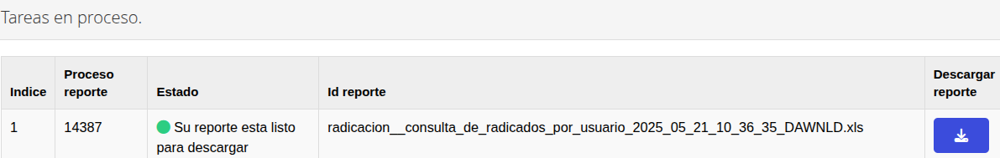 Tareas en proceso.
Indice
Proceso
reporte
Estado
Id reporte
Descargar
reporte
1
14387
Su reporte esta listo
para descargar
radicacion__consulta_de_radicados_por_usuario_2025_05_21_10_36_35_DAWNLD.xls